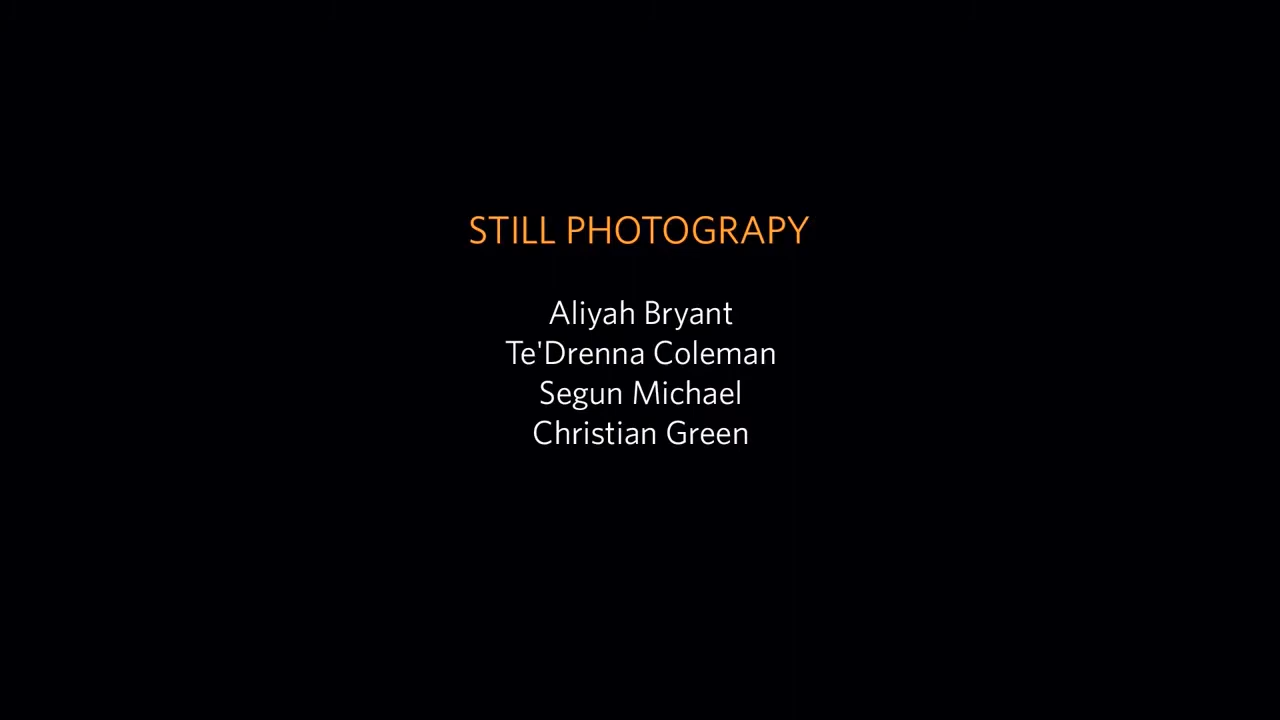 STILL PHOTOGRAPY
Aliyah Bryant
Te'Drenna Coleman
Segun Michael
Christian Green